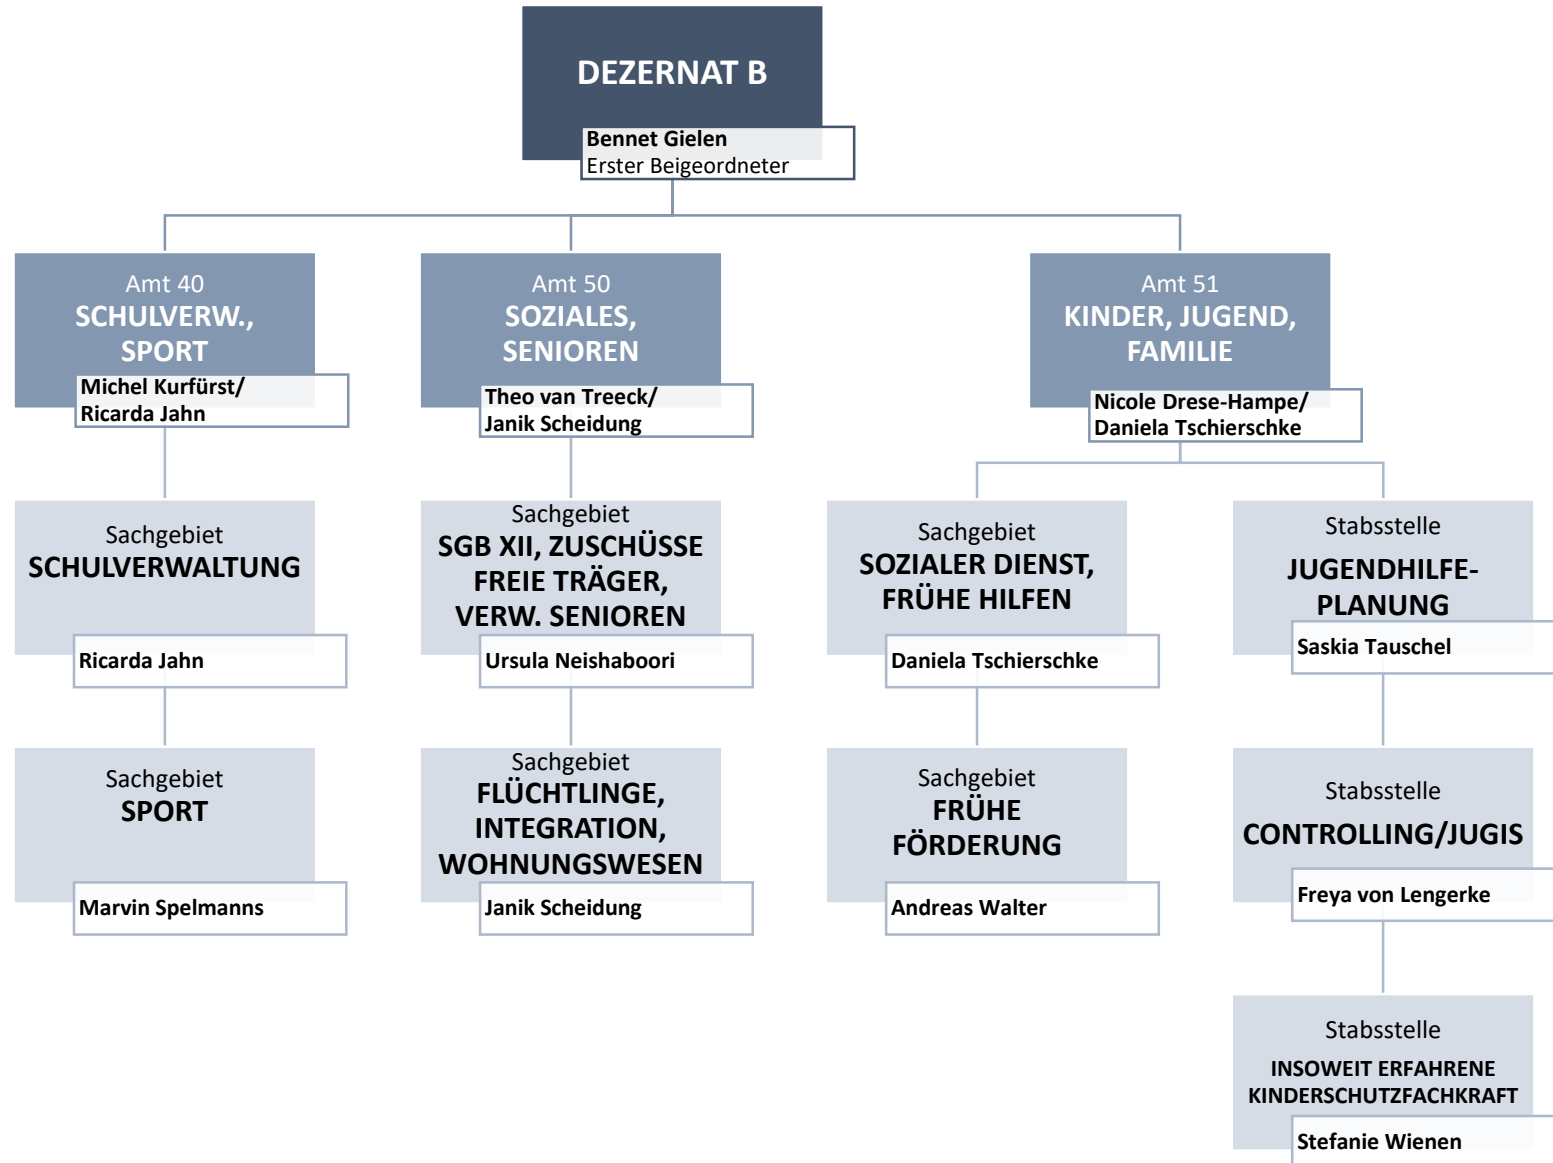 DEZERNAT B
Bennet Gielen
Erster Beigeordneter
Amt 40
SCHULVERW.,
SPORT
Michel Kurfürst/
Ricarda Jahn
Amt 50
SOZIALES,
SENIOREN
Theo van Treeck/
Janik Scheidung
Amt 51
KINDER, JUGEND,
FAMILIE
Nicole Drese-Hampe/
Daniela Tschierschke
Sachgebiet
SCHULVERWALTUNG
Ricarda Jahn
Sachgebiet
SGB XII, ZUSCHÜSSE
FREIE TRÄGER,
VERW. SENIOREN
Ursula Neishaboori
Sachgebiet
SOZIALER DIENST,
FRÜHE HILFEN
Daniela Tschierschke
Stabsstelle
JUGENDHILFE-
PLANUNG
Saskia Tauschel
Sachgebiet
SPORT
Marvin Spelmanns
Sachgebiet
FLÜCHTLINGE,
INTEGRATION,
WOHNUNGSWESEN
Janik Scheidung
Sachgebiet
FRÜHE
FÖRDERUNG
Andreas Walter
Stabsstelle
CONTROLLING/JUGIS
Freya von Lengerke
Stabsstelle
INSOWEIT ERFAHRENE
KINDERSCHUTZFACHKRAFT
Stefanie Wienen